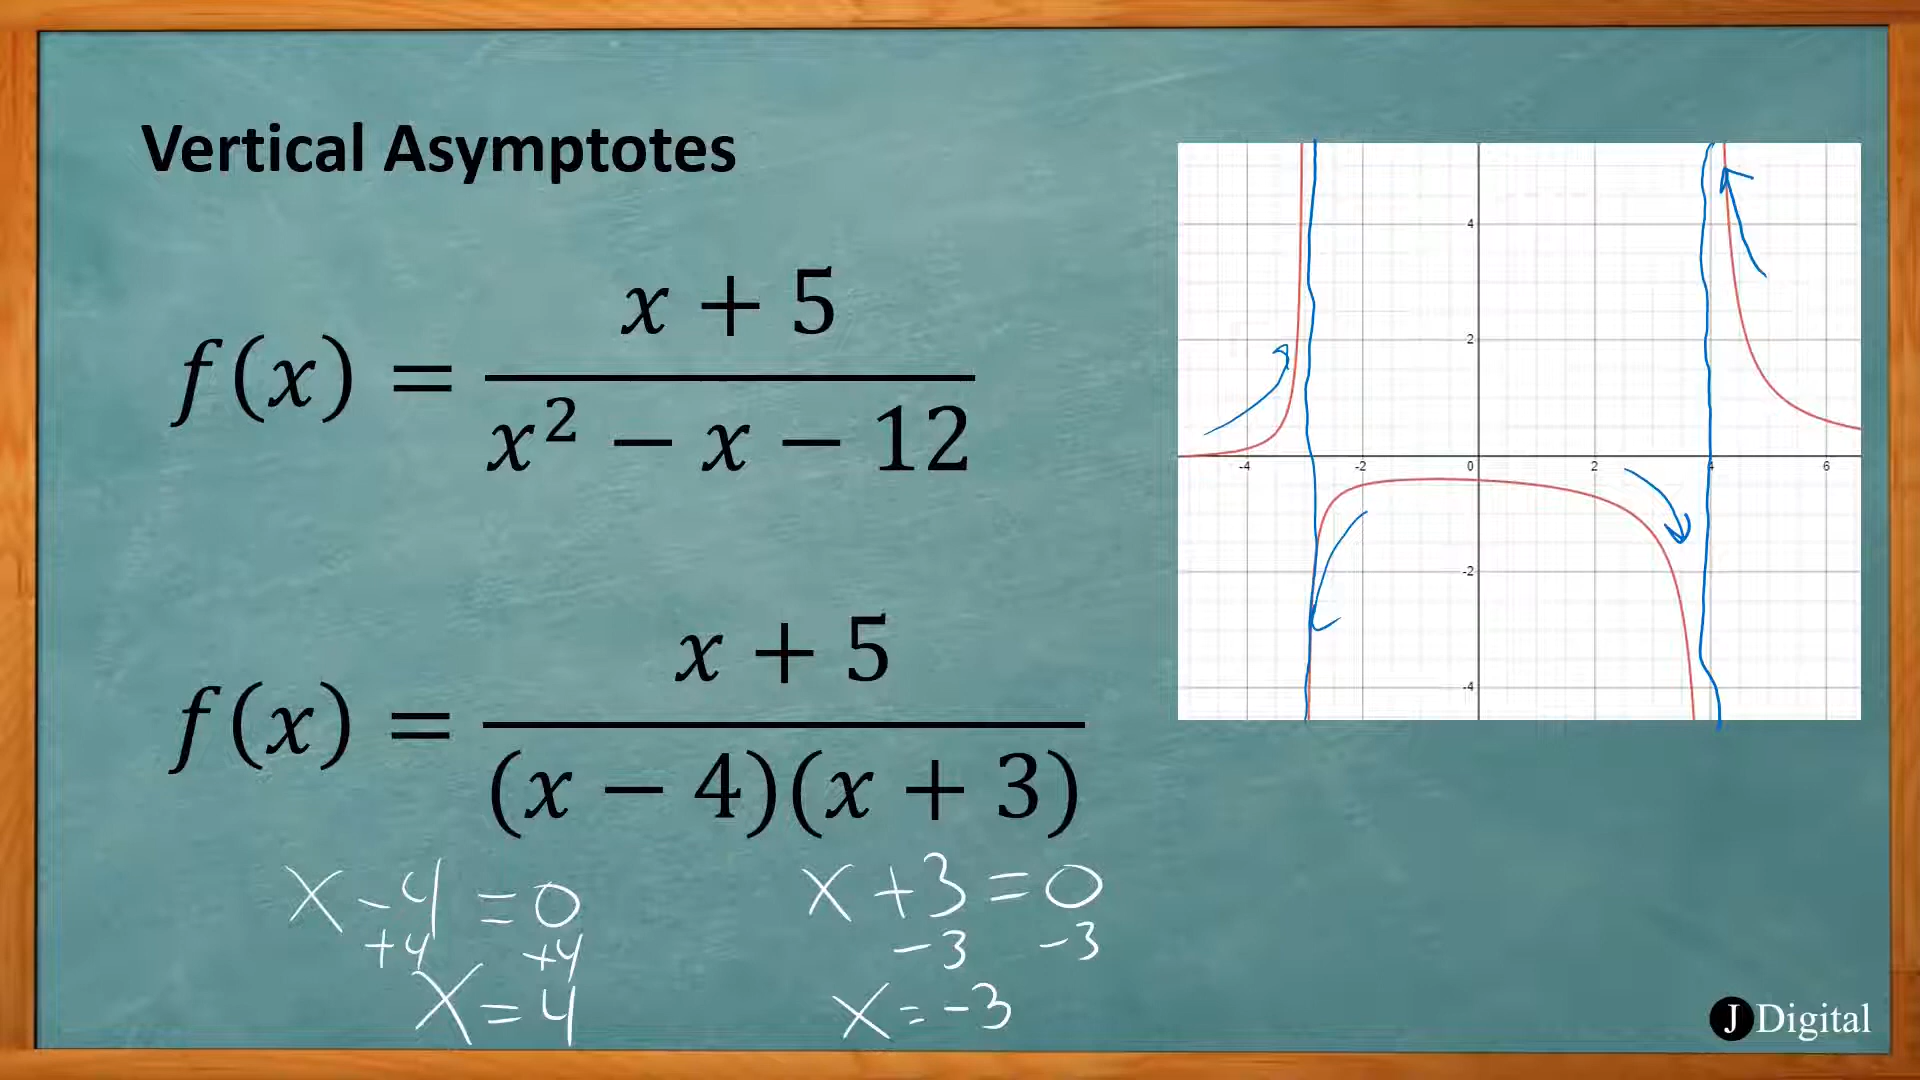 Vertical Asymptotes
f(x) = x + 5 / x² − x − 12
f(x) = x + 5 / (x − 4)(x + 3)
x - 4 = 0
+4 +4
x = 4
x + 3 = 0
-3 -3
x = -3
4
2
-4 -2 0 2 4 6
-2
-4
J Digital